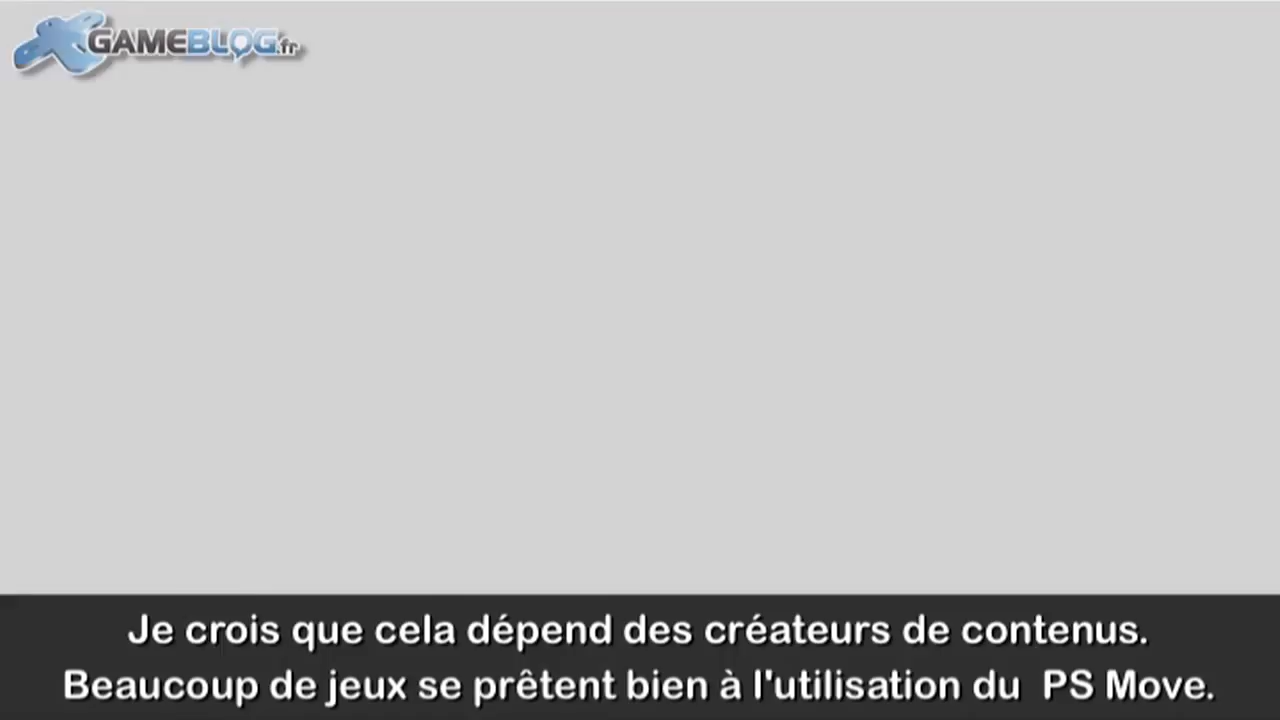 GAMEBLOG.fr
Je crois que cela dépend des créateurs de contenus.
Beaucoup de jeux se prêtent bien à l'utilisation du  PS Move.